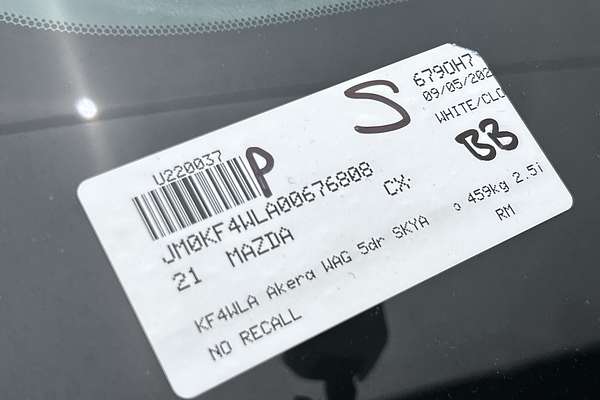 U220037 P S 679QH7
09/05/202
WHITE/CLO
JM0KF4WLA00676808 BB
21 MAZDA CX-
KF4WLA Akera WAG 5dr SKYA 459kg 2.5i
NO RECALL RM